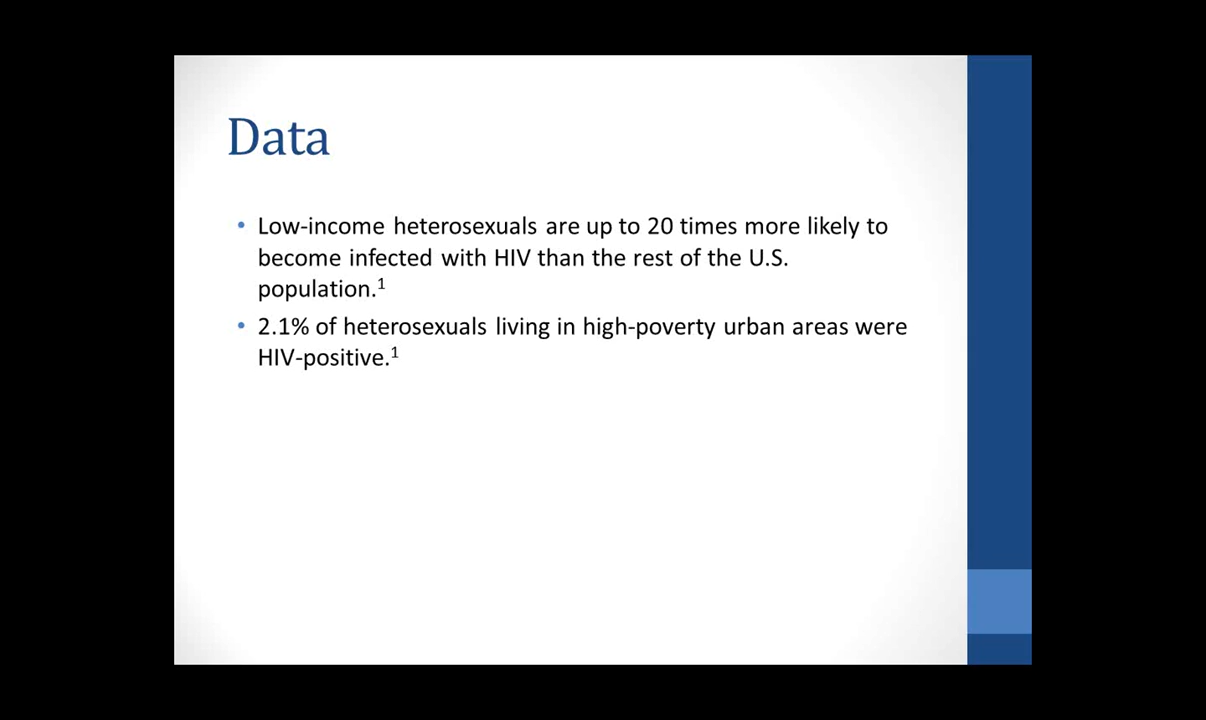 Data
• Low-income heterosexuals are up to 20 times more likely to
become infected with HIV than the rest of the U.S.
population.¹
• 2.1% of heterosexuals living in high-poverty urban areas were
HIV-positive.¹